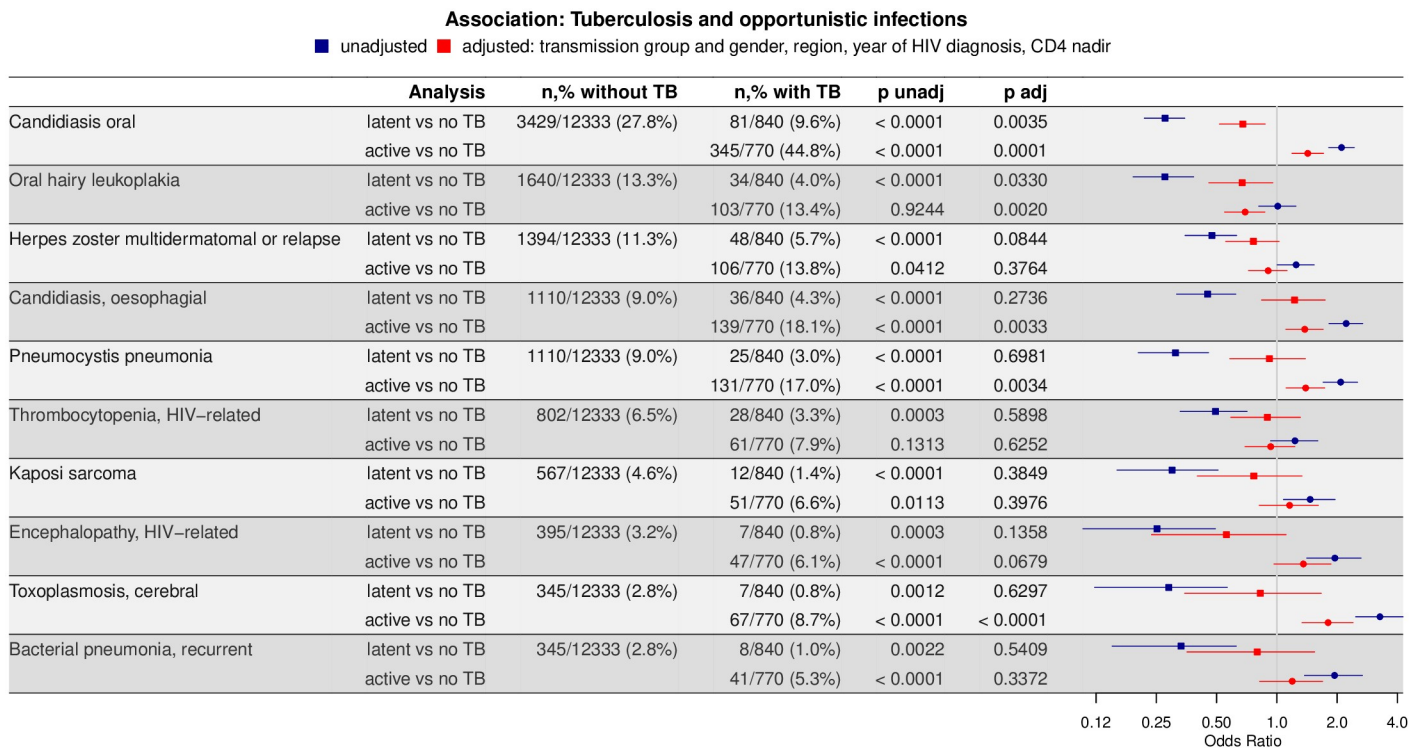 Association: Tuberculosis and opportunistic infections
unadjusted adjusted: transmission group and gender, region, year of HIV diagnosis, CD4 nadir
Analysis n,% without TB n,% with TB p unadj p adj
Candidiasis oral latent vs no TB 3429/12333 (27.8%) 81/840 (9.6%) < 0.0001 0.0035
active vs no TB 345/770 (44.8%) < 0.0001 0.0001
Oral hairy leukoplakia latent vs no TB 1640/12333 (13.3%) 34/840 (4.0%) < 0.0001 0.0330
active vs no TB 103/770 (13.4%) 0.9244 0.0020
Herpes zoster multidermatomal or relapse latent vs no TB 1394/12333 (11.3%) 48/840 (5.7%) < 0.0001 0.0844
active vs no TB 106/770 (13.8%) 0.0412 0.3764
Candidiasis, oesophagial latent vs no TB 1110/12333 (9.0%) 36/840 (4.3%) < 0.0001 0.2736
active vs no TB 139/770 (18.1%) < 0.0001 0.0033
Pneumocystis pneumonia latent vs no TB 1110/12333 (9.0%) 25/840 (3.0%) < 0.0001 0.6981
active vs no TB 131/770 (17.0%) < 0.0001 0.0034
Thrombocytopenia, HIV−related latent vs no TB 802/12333 (6.5%) 28/840 (3.3%) 0.0003 0.5898
active vs no TB 61/770 (7.9%) 0.1313 0.6252
Kaposi sarcoma latent vs no TB 567/12333 (4.6%) 12/840 (1.4%) < 0.0001 0.3849
active vs no TB 51/770 (6.6%) 0.0113 0.3976
Encephalopathy, HIV−related latent vs no TB 395/12333 (3.2%) 7/840 (0.8%) 0.0003 0.1358
active vs no TB 47/770 (6.1%) < 0.0001 0.0679
Toxoplasmosis, cerebral latent vs no TB 345/12333 (2.8%) 7/840 (0.8%) 0.0012 0.6297
active vs no TB 67/770 (8.7%) < 0.0001 < 0.0001
Bacterial pneumonia, recurrent latent vs no TB 345/12333 (2.8%) 8/840 (1.0%) 0.0022 0.5409
active vs no TB 41/770 (5.3%) < 0.0001 0.3372
0.12 0.25 0.50 1.0 2.0 4.0
Odds Ratio